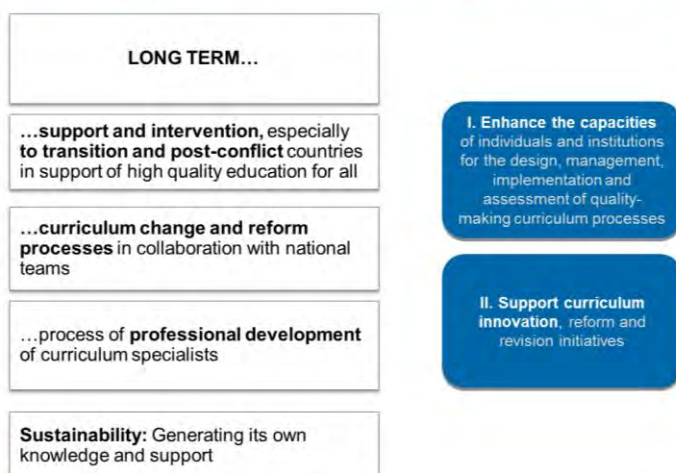 LONG TERM…
…support and intervention, especially
to transition and post-conflict countries
in support of high quality education for all
…curriculum change and reform
processes in collaboration with national
teams
…process of professional development
of curriculum specialists
Sustainability: Generating its own
knowledge and support
I. Enhance the capacities
of individuals and institutions
for the design, management,
implementation and
assessment of quality-
making curriculum processes
II. Support curriculum
innovation, reform and
revision initiatives